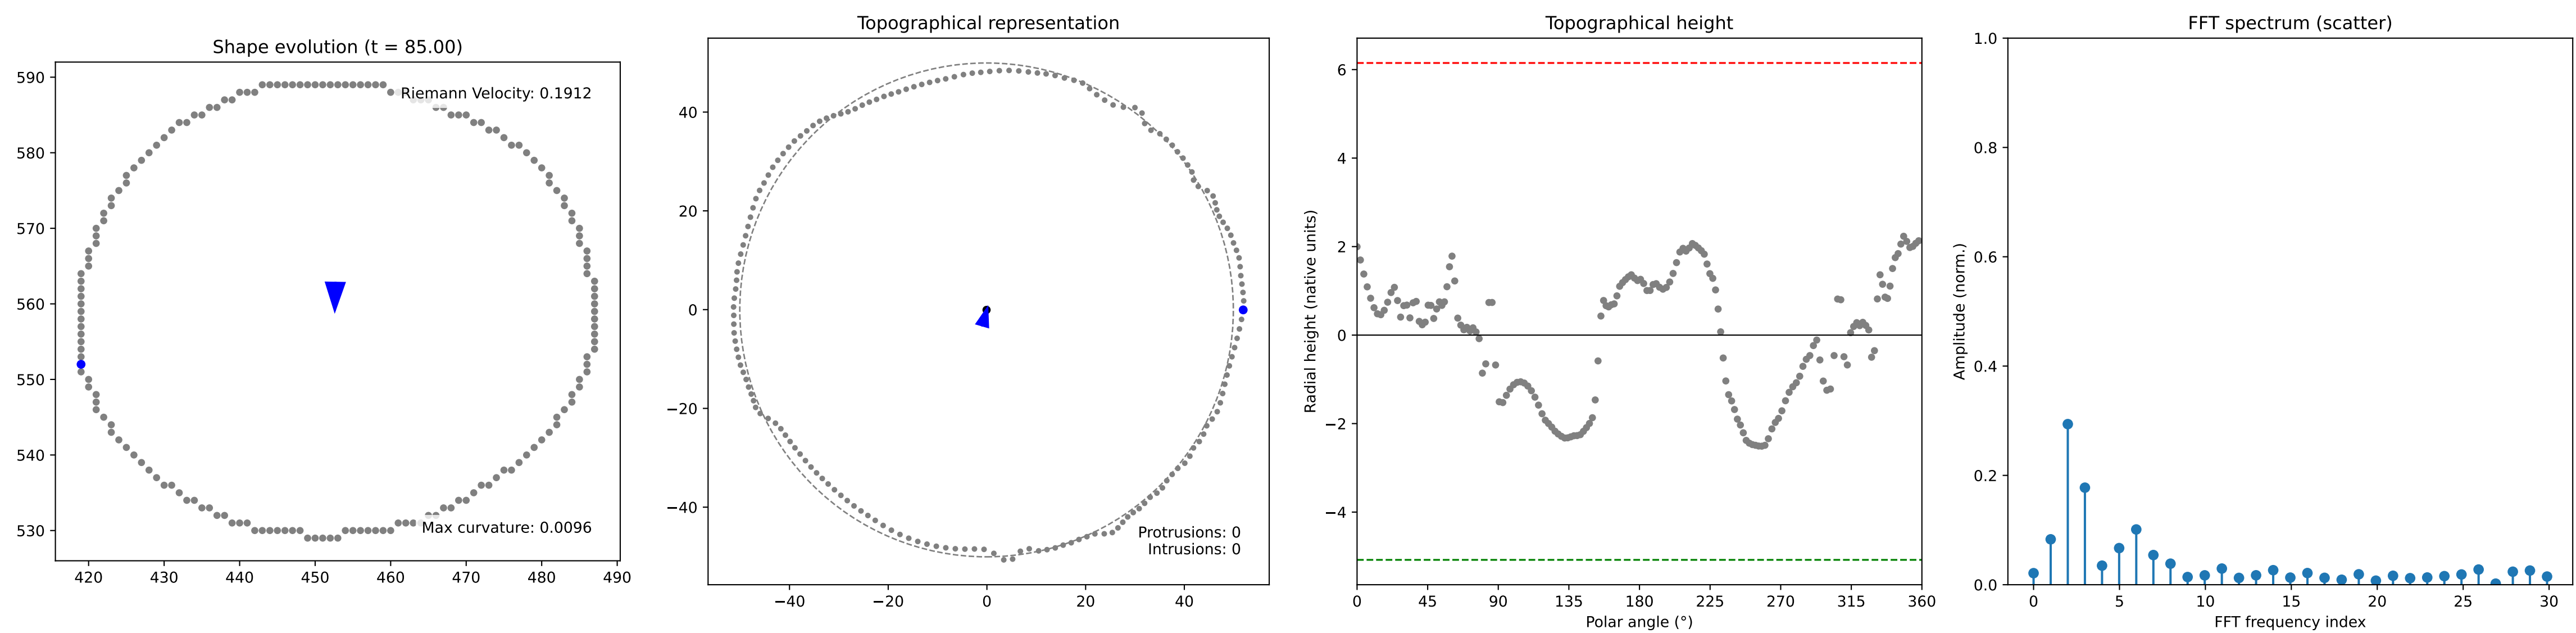 Shape evolution (t = 85.00)
590
580
570
560
550
540
530
420 430 440 450 460 470 480 490
Riemann Velocity: 0.1912
Max curvature: 0.0096
Topographical representation
40
20
0
−20
−40
−40 −20 0 20 40
Protrusions: 0
Intrusions: 0
Topographical height
Radial height (native units)
6
4
2
0
−2
−4
0 45 90 135 180 225 270 315 360
Polar angle (°)
FFT spectrum (scatter)
Amplitude (norm.)
1.0
0.8
0.6
0.4
0.2
0.0
0 5 10 15 20 25 30
FFT frequency index